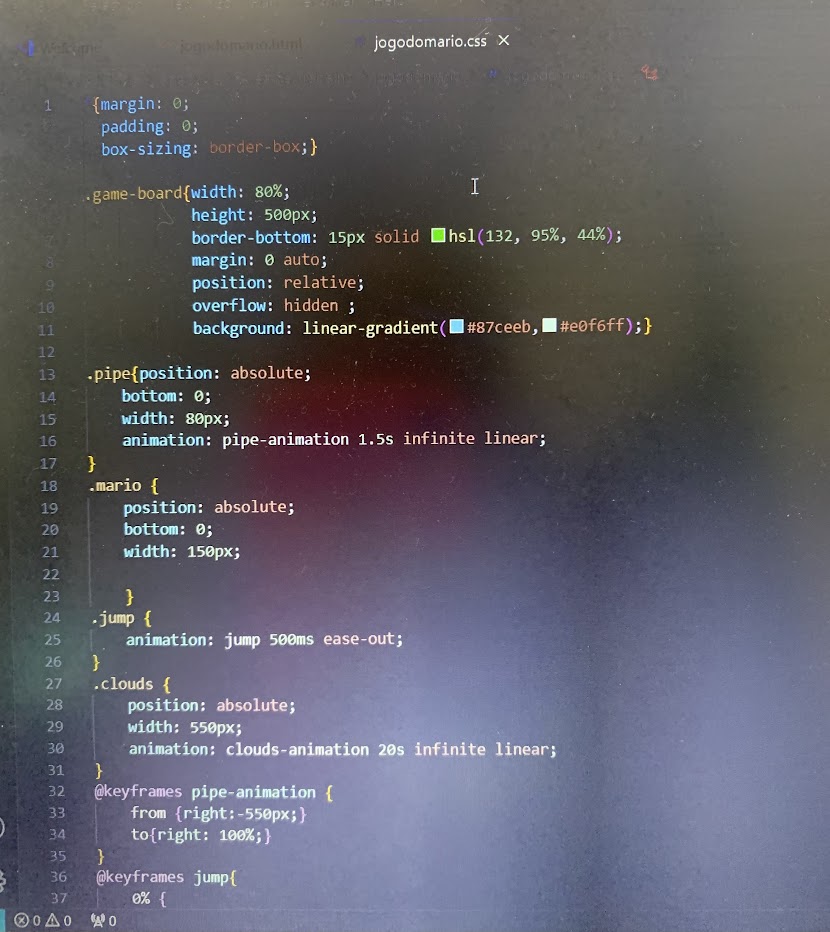 Welcome jogodomario.html jogodomario.css ×
1 {margin: 0;
padding: 0;
box-sizing: border-box;}
.game-board{width: 80%;
height: 500px;
border-bottom: 15px solid hsl(132, 95%, 44%);
8 margin: 0 auto;
9 position: relative;
10 overflow: hidden ;
11 background: linear-gradient(#87ceeb,#e0f6ff);}
12
13 .pipe{position: absolute;
14 bottom: 0;
15 width: 80px;
16 animation: pipe-animation 1.5s infinite linear;
17 }
18 .mario {
19 position: absolute;
20 bottom: 0;
21 width: 150px;
22
23 }
24 .jump {
25 animation: jump 500ms ease-out;
26 }
27 .clouds {
28 position: absolute;
29 width: 550px;
30 animation: clouds-animation 20s infinite linear;
31 }
32 @keyframes pipe-animation {
33 from {right:-550px;}
34 to{right: 100%;}
35 }
36 @keyframes jump{
37 0% {
0 0 0